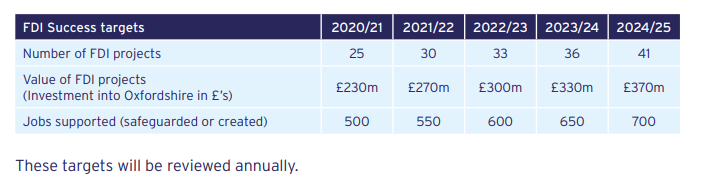 FDI Success targets 2020/21 2021/22 2022/23 2023/24 2024/25
Number of FDI projects 25 30 33 36 41
Value of FDI projects
(Investment into Oxfordshire in £'s) £230m £270m £300m £330m £370m
Jobs supported (safeguarded or created) 500 550 600 650 700
These targets will be reviewed annually.